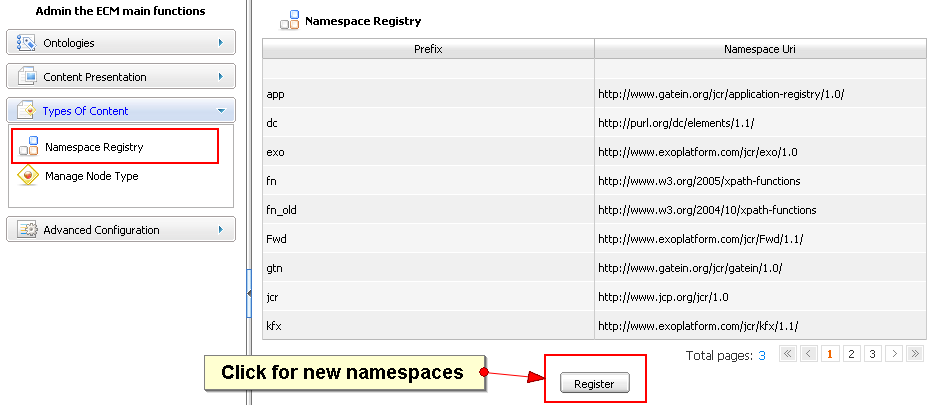 Admin the ECM main functions
Ontologies
Content Presentation
Types Of Content
Namespace Registry
Manage Node Type
Advanced Configuration
Namespace Registry
Prefix Namespace Uri
app http://www.gatein.org/jcr/application-registry/1.0/
dc http://purl.org/dc/elements/1.1/
exo http://www.exoplatform.com/jcr/exo/1.0
fn http://www.w3.org/2005/xpath-functions
fn_old http://www.w3.org/2004/10/xpath-functions
Fwd http://www.exoplatform.com/jcr/Fwd/1.1/
gtn http://www.gatein.org/jcr/gatein/1.0/
jcr http://www.jcp.org/jcr/1.0
kfx http://www.exoplatform.com/jcr/kfx/1.1/
Total pages: 3 1 2 3
Click for new namespaces
Register